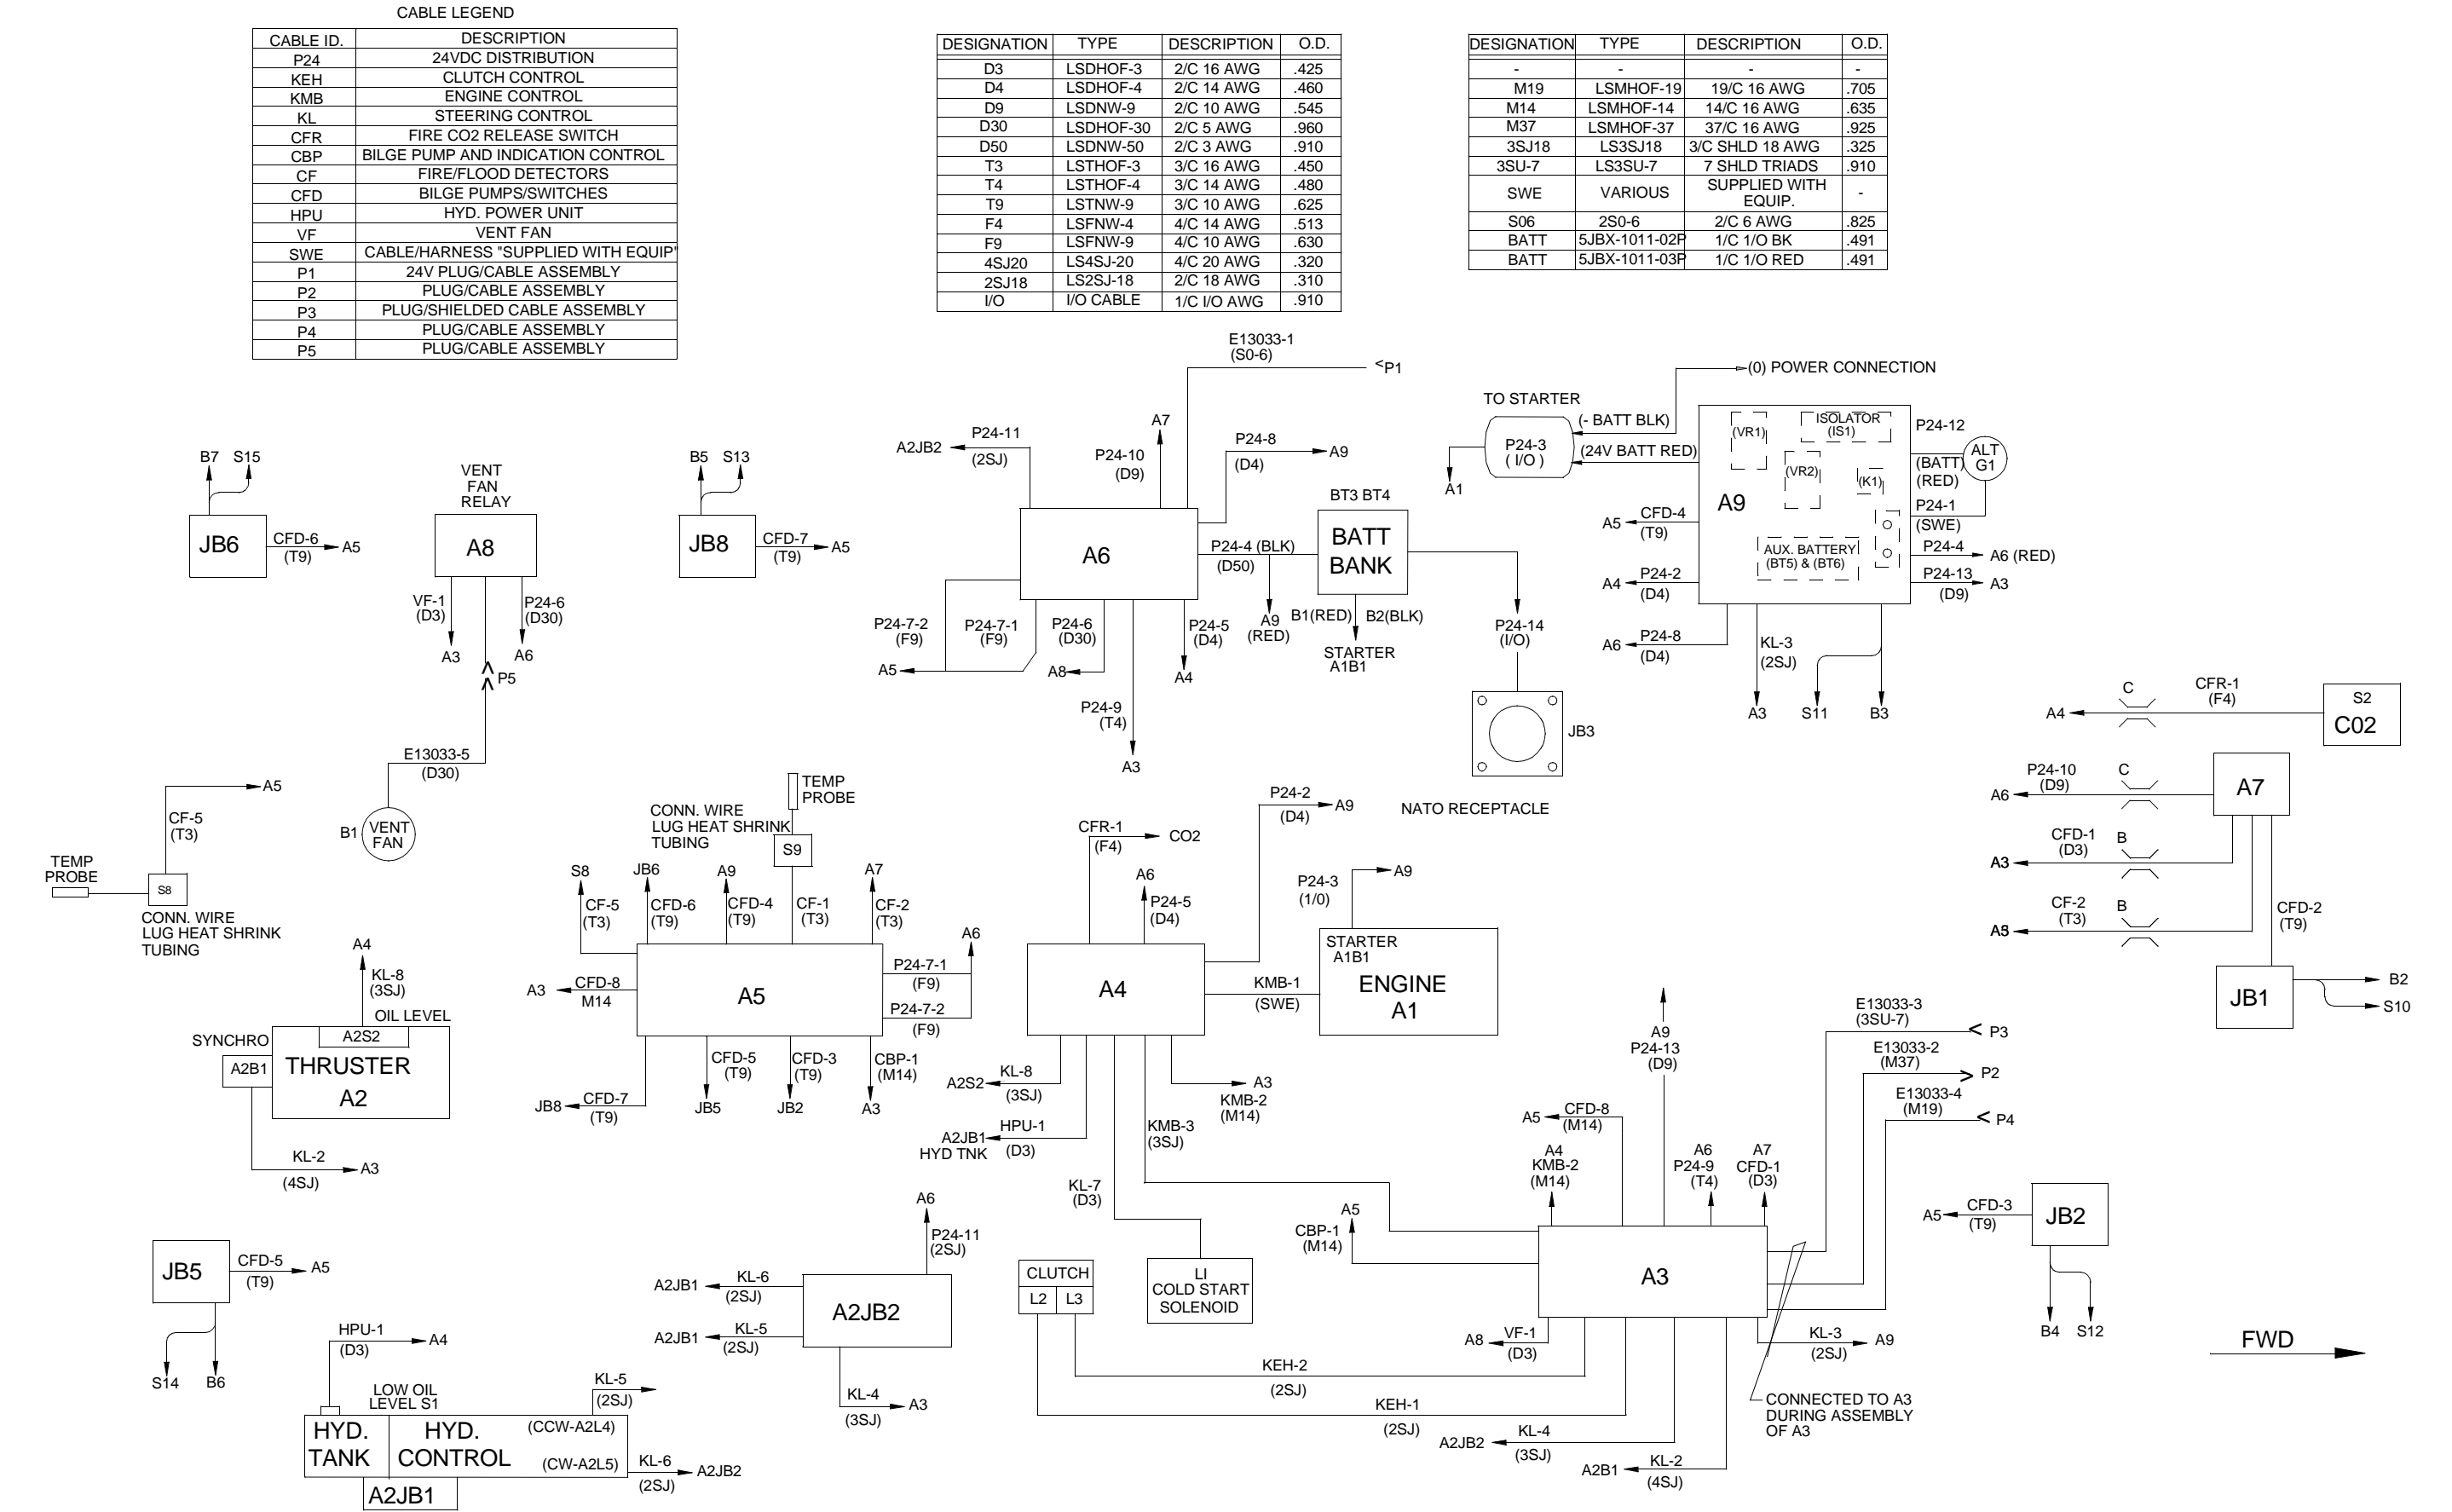 CABLE LEGEND
CABLE ID. DESCRIPTION
P24 24VDC DISTRIBUTION
KEH CLUTCH CONTROL
KMB ENGINE CONTROL
KL STEERING CONTROL
CFR FIRE CO2 RELEASE SWITCH
CBP BILGE PUMP AND INDICATION CONTROL
CF FIRE/FLOOD DETECTORS
CFD BILGE PUMPS/SWITCHES
HPU HYD. POWER UNIT
VF VENT FAN
SWE CABLE/HARNESS "SUPPLIED WITH EQUIP"
P1 24V PLUG/CABLE ASSEMBLY
P2 PLUG/CABLE ASSEMBLY
P3 PLUG/SHIELDED CABLE ASSEMBLY
P4 PLUG/CABLE ASSEMBLY
P5 PLUG/CABLE ASSEMBLY
DESIGNATION TYPE DESCRIPTION O.D.
D3 LSDHOF-3 2/C 16 AWG .425
D4 LSDHOF-4 2/C 14 AWG .460
D9 LSDNW-9 2/C 10 AWG .545
D30 LSDHOF-30 2/C 5 AWG .960
D50 LSDNW-50 2/C 3 AWG .910
T3 LSTHOF-3 3/C 16 AWG .450
T4 LSTHOF-4 3/C 14 AWG .480
T9 LSTNW-9 3/C 10 AWG .625
F4 LSFNW-4 4/C 14 AWG .513
F9 LSFNW-9 4/C 10 AWG .630
4SJ20 LS4SJ-20 4/C 20 AWG .320
2SJ18 LS2SJ-18 2/C 18 AWG .310
I/O I/O CABLE 1/C I/O AWG .910
DESIGNATION TYPE DESCRIPTION O.D.
- - - -
M19 LSMHOF-19 19/C 16 AWG .705
M14 LSMHOF-14 14/C 16 AWG .635
M37 LSMHOF-37 37/C 16 AWG .925
3SJ18 LS3SJ18 3/C SHLD 18 AWG .325
3SU-7 LS3SU-7 7 SHLD TRIADS .910
SWE VARIOUS SUPPLIED WITH EQUIP. -
S06 2S0-6 2/C 6 AWG .825
BATT 5JBX-1011-02P 1/C 1/O BK .491
BATT 5JBX-1011-03P 1/C 1/O RED .491
B7 S15
JB6
CFD-6
(T9)
A5
VENT
FAN
RELAY
A8
VF-1
(D3)
A3
P24-6
(D30)
A6
P5
E13033-5
(D30)
B1
VENT
FAN
B5 S13
JB8
CFD-7
(T9)
A5
E13033-1
(S0-6)
<P1
A2JB2
P24-11
(2SJ)
A7
P24-10
(D9)
P24-8
(D4)
A9
A6
P24-4 (BLK)
(D50)
A9
(RED)
BT3 BT4
BATT
BANK
B1(RED)
B2(BLK)
STARTER
A1B1
P24-7-2
(F9)
P24-7-1
(F9)
A5
P24-6
(D30)
A8
P24-9
(T4)
A3
P24-5
(D4)
A4
P24-14
(I/O)
JB3
NATO RECEPTACLE
TO STARTER
P24-3
( I/O )
A1
(0) POWER CONNECTION
(- BATT BLK)
(24V BATT RED)
(VR1)
ISOLATOR
(IS1)
(VR2)
(K1)
A9
AUX. BATTERY
(BT5) & (BT6)
P24-12
(BATT)
(RED)
ALT
G1
P24-1
(SWE)
P24-4
A6 (RED)
P24-13
(D9)
A3
A5
CFD-4
(T9)
A4
P24-2
(D4)
A6
P24-8
(D4)
KL-3
(2SJ)
A3 S11 B3
A4
C
CFR-1
(F4)
S2
C02
A6
P24-10
(D9)
C
A7
A3
CFD-1
(D3)
B
A5
CF-2
(T3)
B
CFD-2
(T9)
JB1
B2
S10
A5
CF-5
(T3)
TEMP
PROBE
S8
CONN. WIRE
LUG HEAT SHRINK
TUBING
A4
KL-8
(3SJ)
OIL LEVEL
A2S2
SYNCHRO
A2B1
THRUSTER
A2
KL-2
(4SJ)
A3
TEMP
PROBE
CONN. WIRE
LUG HEAT SHRINK
TUBING
S9
S8
CF-5
(T3)
JB6
CFD-6
(T9)
A9
CFD-4
(T9)
CF-1
(T3)
A7
CF-2
(T3)
A6
P24-7-1
(F9)
P24-7-2
(F9)
A5
A3
CFD-8
M14
JB8
CFD-7
(T9)
CFD-5
(T9)
JB5
CFD-3
(T9)
JB2
CBP-1
(M14)
A3
CFR-1
(F4)
CO2
A6
P24-5
(D4)
P24-2
(D4)
A9
A4
KMB-1
(SWE)
P24-3
(1/0)
A9
STARTER
A1B1
ENGINE
A1
A2S2
KL-8
(3SJ)
A2JB1
HYD TNK
HPU-1
(D3)
KL-7
(D3)
KMB-3
(3SJ)
A3
KMB-2
(M14)
LI
COLD START
SOLENOID
CLUTCH
L2 L3
A9
P24-13
(D9)
A5
CFD-8
(M14)
A4
KMB-2
(M14)
A6
P24-9
(T4)
A7
CFD-1
(D3)
A5
CBP-1
(M14)
E13033-3
(3SU-7)
< P3
E13033-2
(M37)
> P2
E13033-4
(M19)
< P4
A3
A8
VF-1
(D3)
KEH-2
(2SJ)
KEH-1
(2SJ)
A2JB2
KL-4
(3SJ)
A2B1
KL-2
(4SJ)
KL-3
(2SJ)
A9
CONNECTED TO A3
DURING ASSEMBLY
OF A3
A5
CFD-3
(T9)
JB2
B4 S12
FWD
JB5
CFD-5
(T9)
A5
S14 B6
HPU-1
(D3)
A4
LOW OIL
LEVEL S1
HYD.
TANK
HYD.
CONTROL
(CCW-A2L4)
(CW-A2L5)
A2JB1
KL-5
(2SJ)
KL-6
(2SJ)
A2JB2
A6
P24-11
(2SJ)
A2JB1
KL-6
(2SJ)
A2JB1
KL-5
(2SJ)
A2JB2
KL-4
(3SJ)
A3